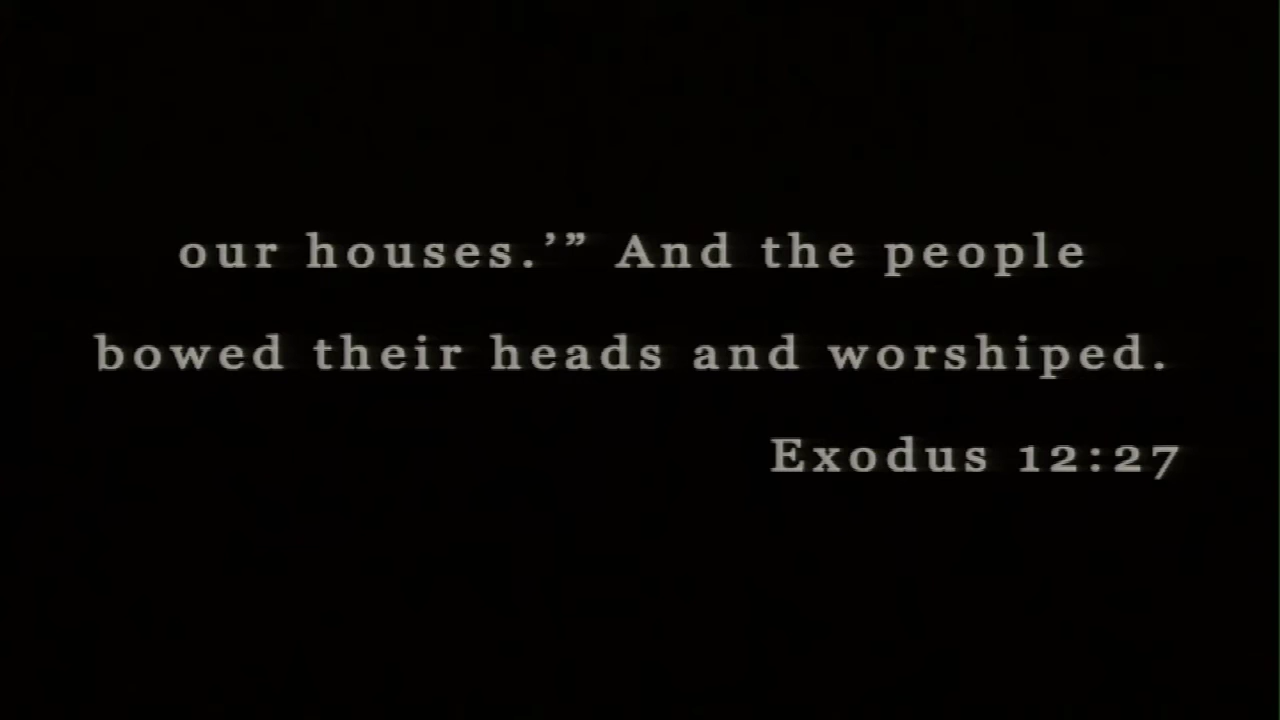 our houses.’” And the people
bowed their heads and worshiped.
Exodus 12:27